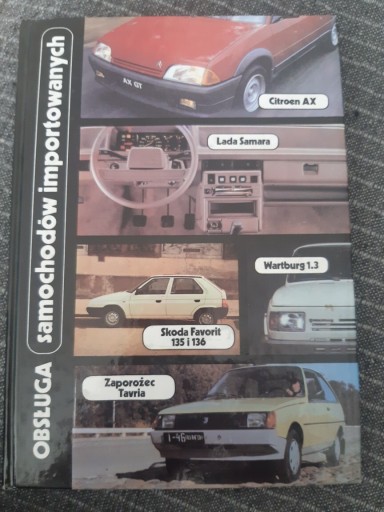 OBSŁUGA samochodów importowanych
AX GT
Citroen AX
Lada Samara
Wartburg 1.3
Skoda Favorit
135 i 136
Zaporożec
Tavria